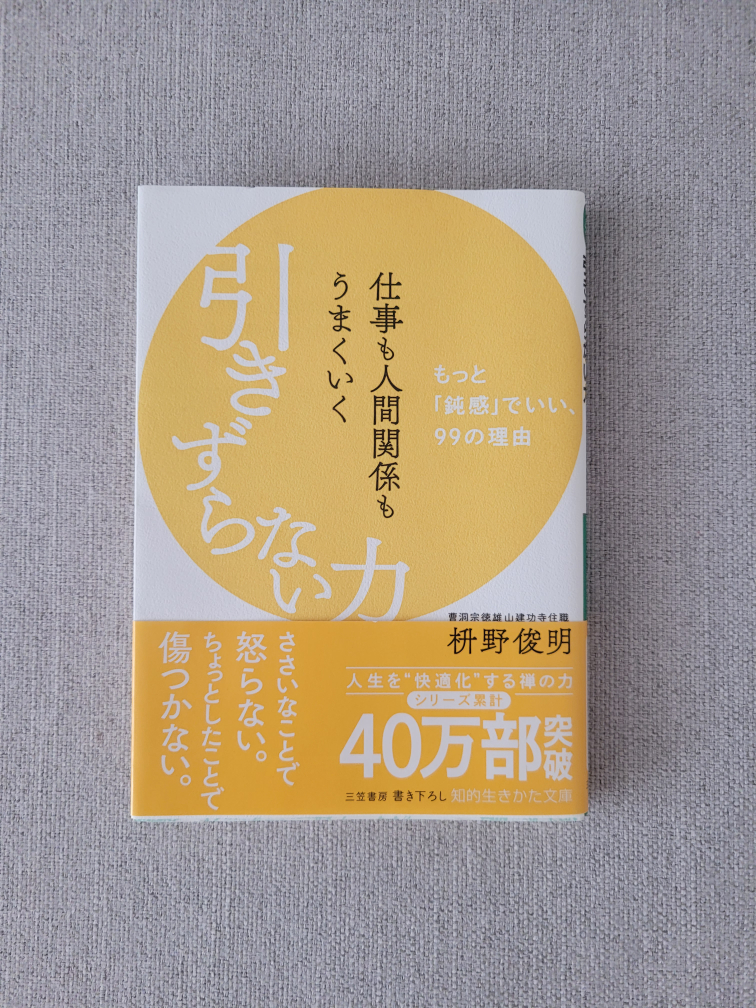 仕事も人間関係も
うまくいく
引きずらない力
もっと
「鈍感」でいい、
99の理由
曹洞宗徳雄山建功寺住職
枡野俊明
ささいなことで
怒らない。
ちょっとしたことで
傷つかない。
人生を“快適化”する禅の力
シリーズ累計
40万部突破
三笠書房 書き下ろし 知的生きかた文庫